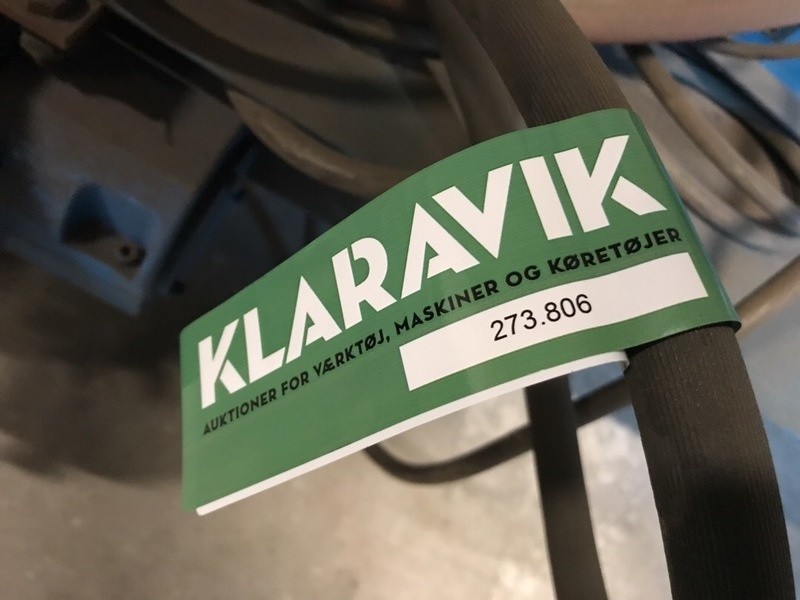 KLARAVIK
AUKTIONER FOR VÆRKTØJ, MASKINER OG KØRETØJER
273.806